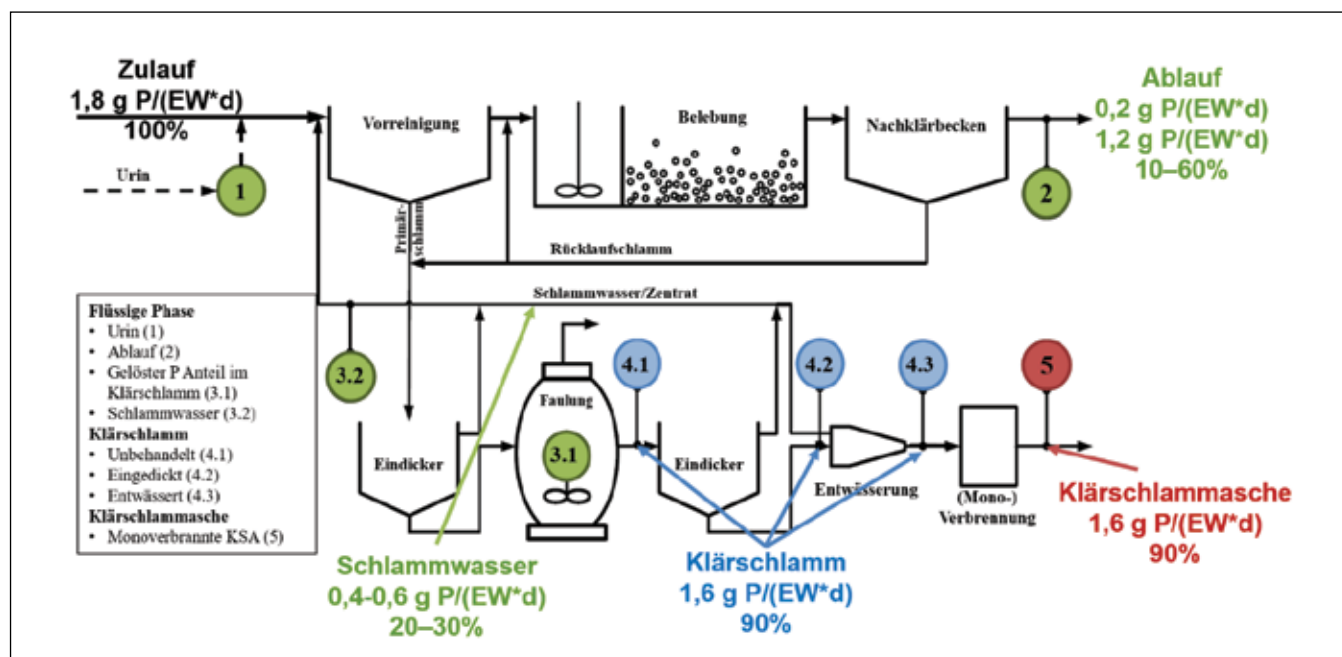 Zulauf
1,8 g P/(EW*d)
100%
Urin
1
Vorreinigung
Belebung
Nachklärbecken
Ablauf
0,2 g P/(EW*d)
1,2 g P/(EW*d)
10–60%
2
Primär-
schlamm
Rücklaufschlamm
Schlammwasser/Zentrat
Flüssige Phase
• Urin (1)
• Ablauf (2)
• Gelöster P Anteil im
Klärschlamm (3.1)
• Schlammwasser (3.2)
Klärschlamm
• Unbehandelt (4.1)
• Eingedickt (4.2)
• Entwässert (4.3)
Klärschlammasche
• Monoverbrannte KSA (5)
3.2
Eindicker
Faulung
3.1
4.1
Eindicker
4.2
Entwässerung
4.3
(Mono-)
Verbrennung
5
Klärschlammasche
1,6 g P/(EW*d)
90%
Schlammwasser
0,4-0,6 g P/(EW*d)
20–30%
Klärschlamm
1,6 g P/(EW*d)
90%